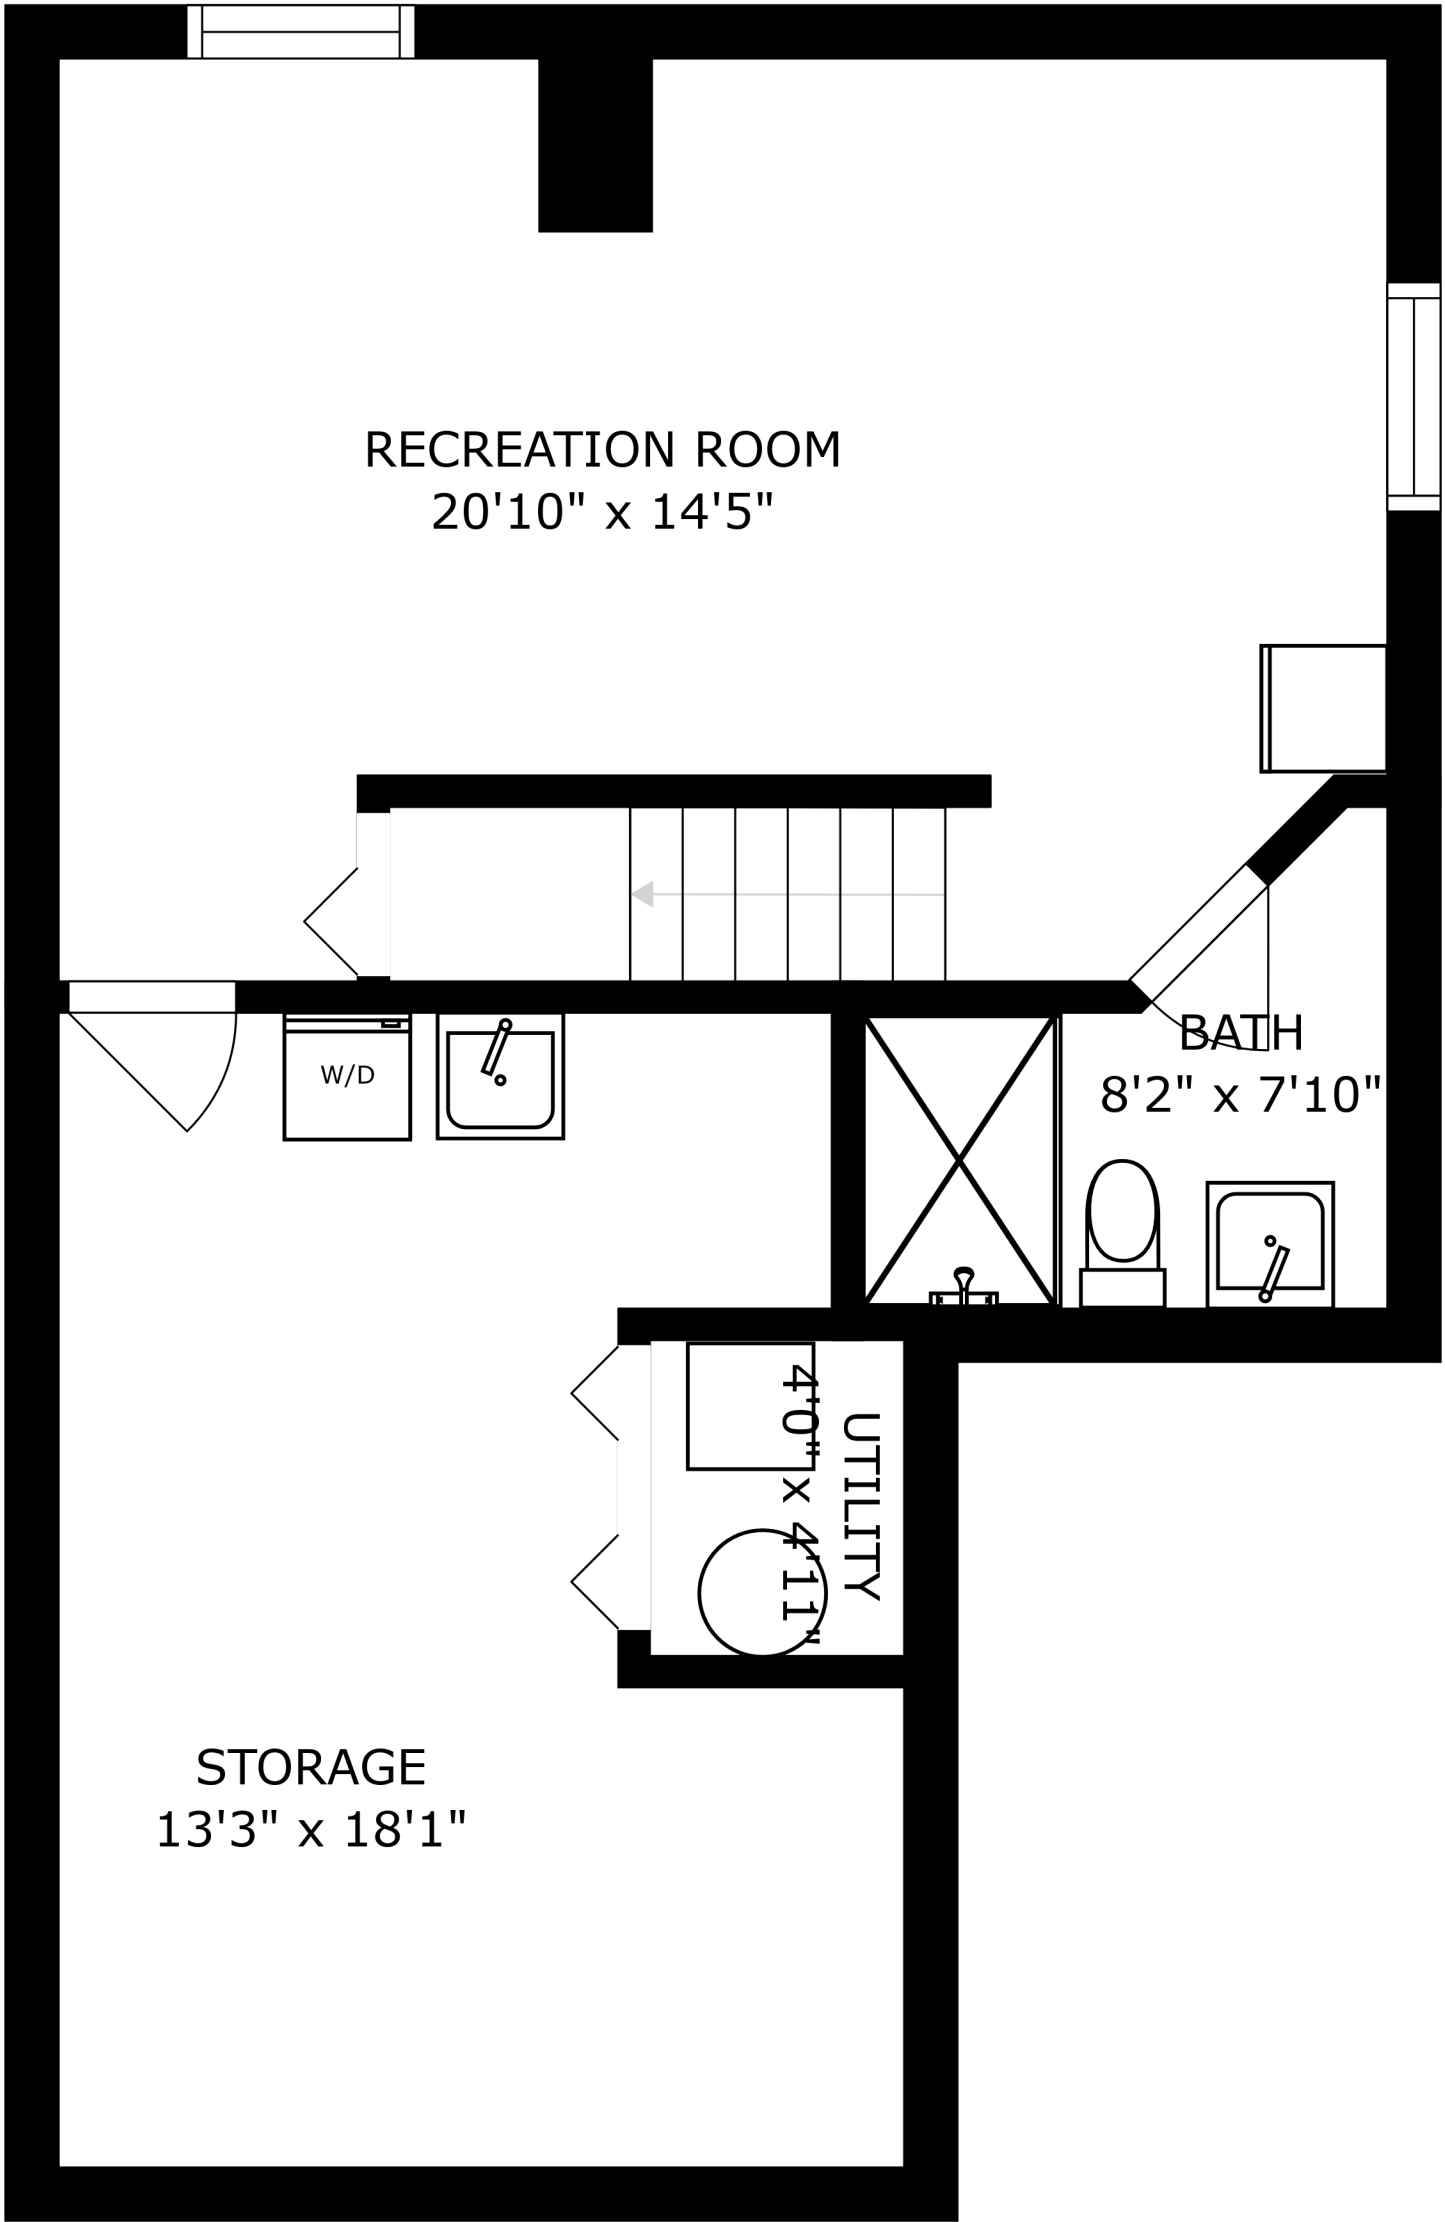 RECREATION ROOM
20'10" x 14'5"
W/D
BATH
8'2" x 7'10"
UTILITY
4'0" x 4'11"
STORAGE
13'3" x 18'1"